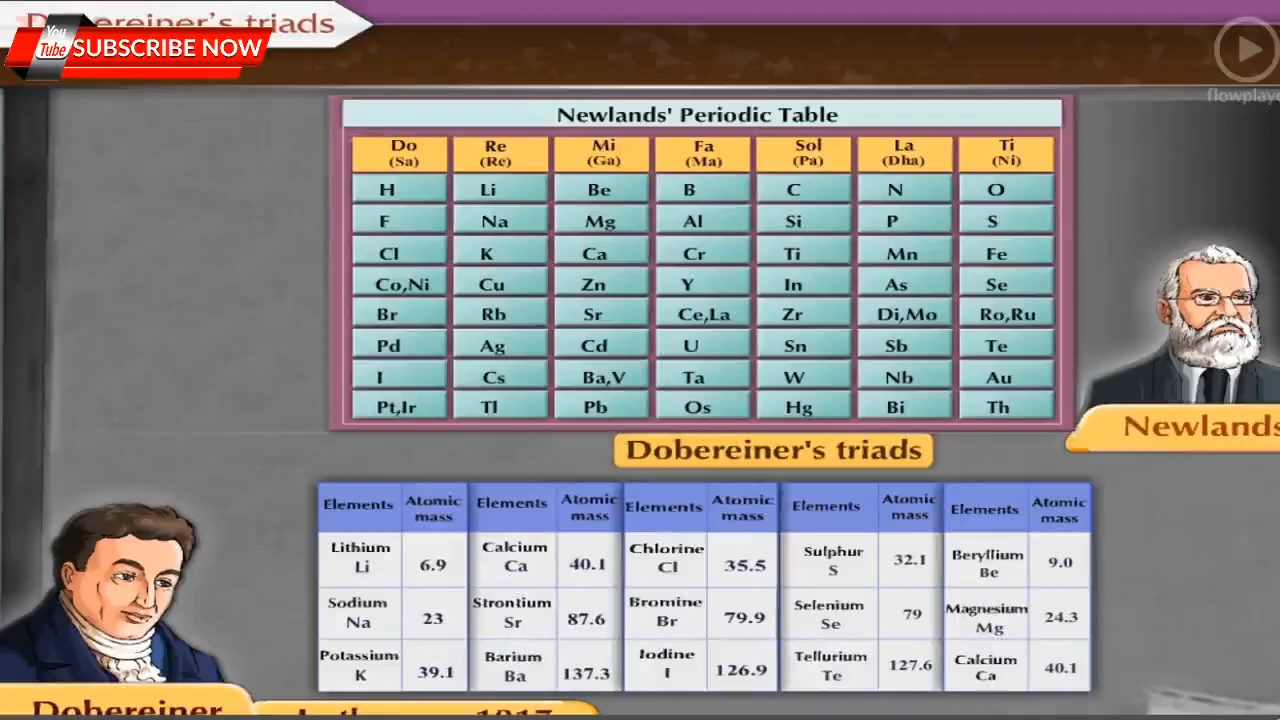 Dobereiner's triads
You
Tube
SUBSCRIBE NOW
flowplaye
Newlands' Periodic Table
Do Re Mi Fa Sol La Ti
(Sa) (Re) (Ga) (Ma) (Pa) (Dha) (Ni)
H Li Be B C N O
F Na Mg Al Si P S
Cl K Ca Cr Ti Mn Fe
Co,Ni Cu Zn Y In As Se
Br Rb Sr Ce,La Zr Di,Mo Ro,Ru
Pd Ag Cd U Sn Sb Te
I Cs Ba,V Ta W Nb Au
Pt,Ir Tl Pb Os Hg Bi Th
Newlands
Dobereiner's triads
Elements Atomic mass Elements Atomic mass Elements Atomic mass Elements Atomic mass Elements Atomic mass
Lithium Li 6.9 Calcium Ca 40.1 Chlorine Cl 35.5 Sulphur S 32.1 Beryllium Be 9.0
Sodium Na 23 Strontium Sr 87.6 Bromine Br 79.9 Selenium Se 79 Magnesium Mg 24.3
Potassium K 39.1 Barium Ba 137.3 Iodine I 126.9 Tellurium Te 127.6 Calcium Ca 40.1
Dobereiner
1817